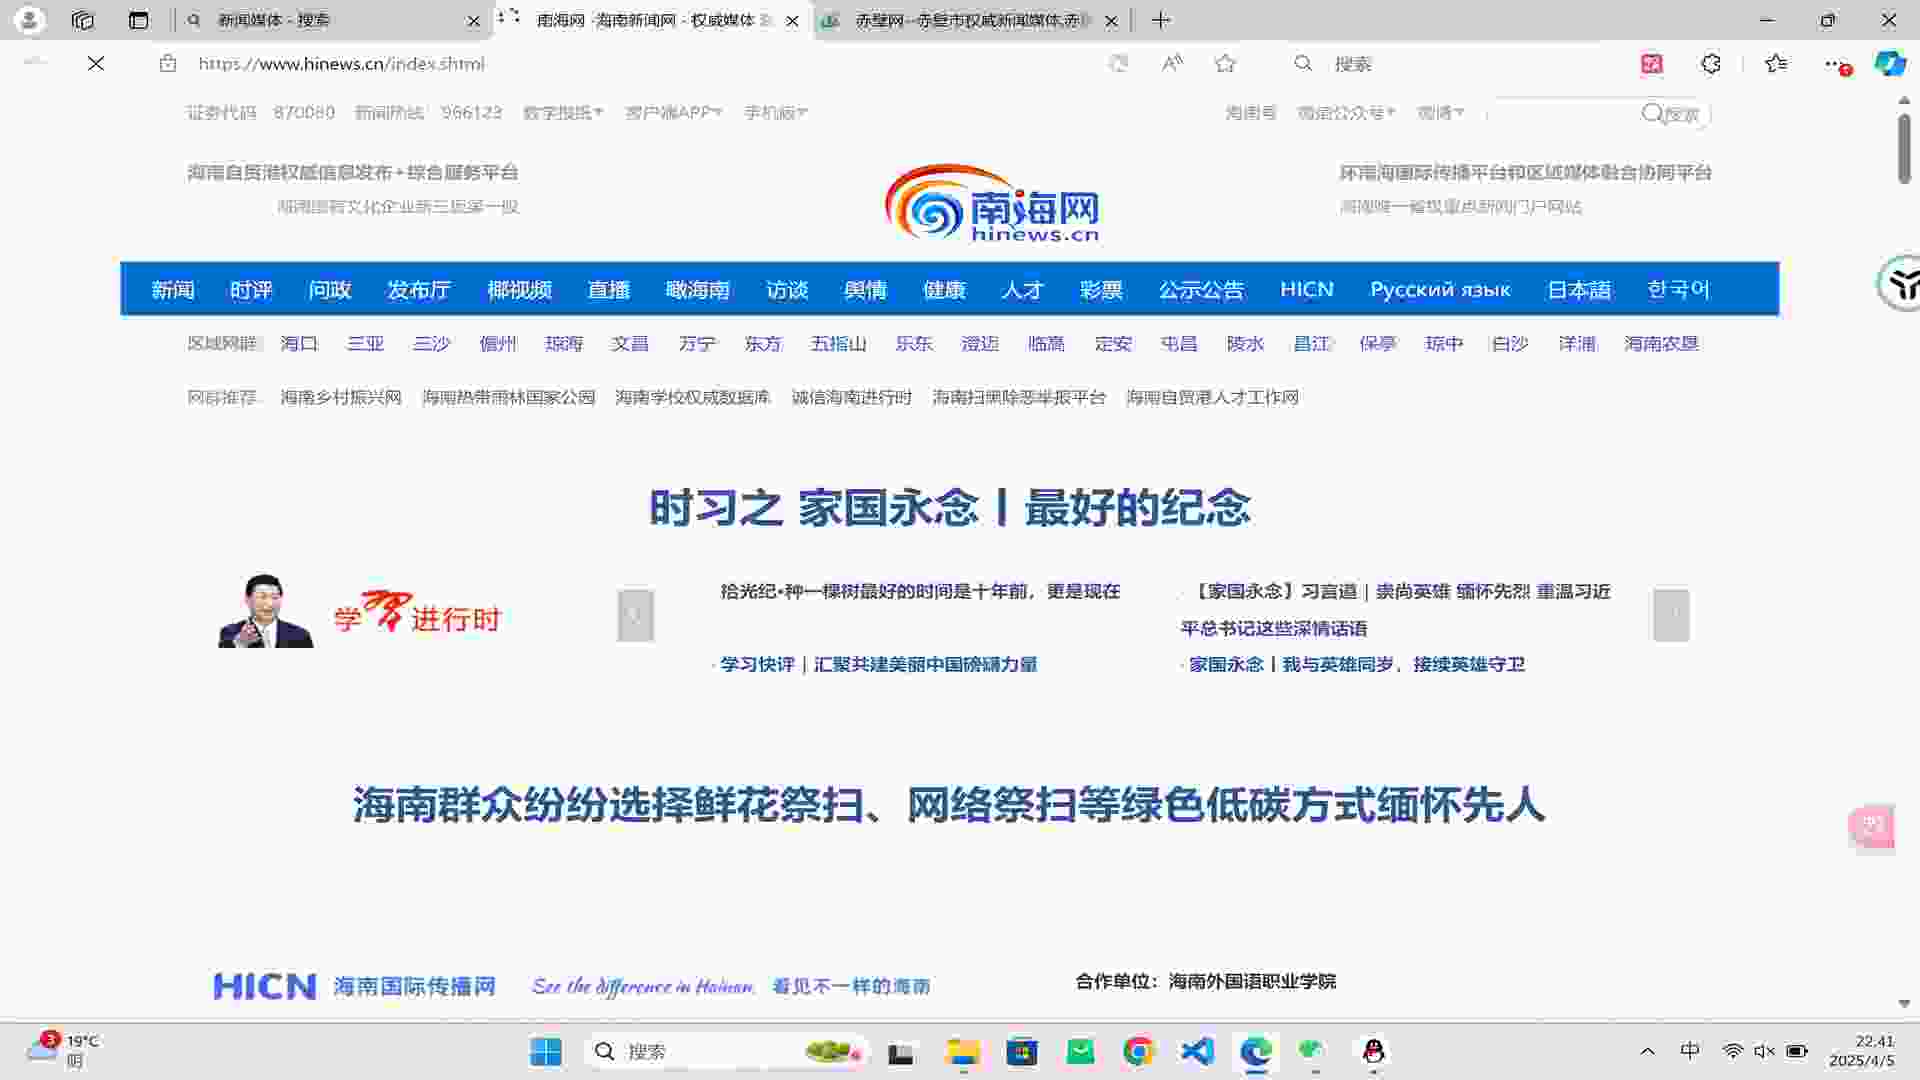 新闻媒体 - 搜索
南海网 -海南新闻网 - 权威媒体
赤壁网--赤壁市权威新闻媒体,赤
https://www.hinews.cn/index.shtml
搜索
证券代码 870080 新闻热线 966123 数字报纸 客户端APP 手机版
海南号 微信公众号 微博 搜索
海南自贸港权威信息发布+综合服务平台
海南国有文化企业新三板第一股
南海网
hinews.cn
环南海国际传播平台和区域媒体融合协同平台
海南唯一省级重点新闻门户网站
新闻 时评 问政 发布厅 椰视频 直播 瞰海南 访谈 舆情 健康 人才 彩票 公示公告 HICN Русский язык 日本語 한국어
区域网群: 海口 三亚 三沙 儋州 琼海 文昌 万宁 东方 五指山 乐东 澄迈 临高 定安 屯昌 陵水 昌江 保亭 琼中 白沙 洋浦 海南农垦
网群推荐: 海南乡村振兴网 海南热带雨林国家公园 海南学校权威数据库 诚信海南进行时 海南扫黑除恶举报平台 海南自贸港人才工作网
时习之 家国永念丨最好的纪念
学习进行时
拾光纪·种一棵树最好的时间是十年前，更是现在
· 学习快评｜汇聚共建美丽中国磅礴力量
· 【家国永念】习言道｜崇尚英雄 缅怀先烈 重温习近
平总书记这些深情话语
· 家国永念丨我与英雄同岁，接续英雄守卫
海南群众纷纷选择鲜花祭扫、网络祭扫等绿色低碳方式缅怀先人
HICN 海南国际传播网 See the difference in Hainan. 看见不一样的海南
合作单位：海南外国语职业学院
3
19°C
阴
搜索
中
22:41
2025/4/5